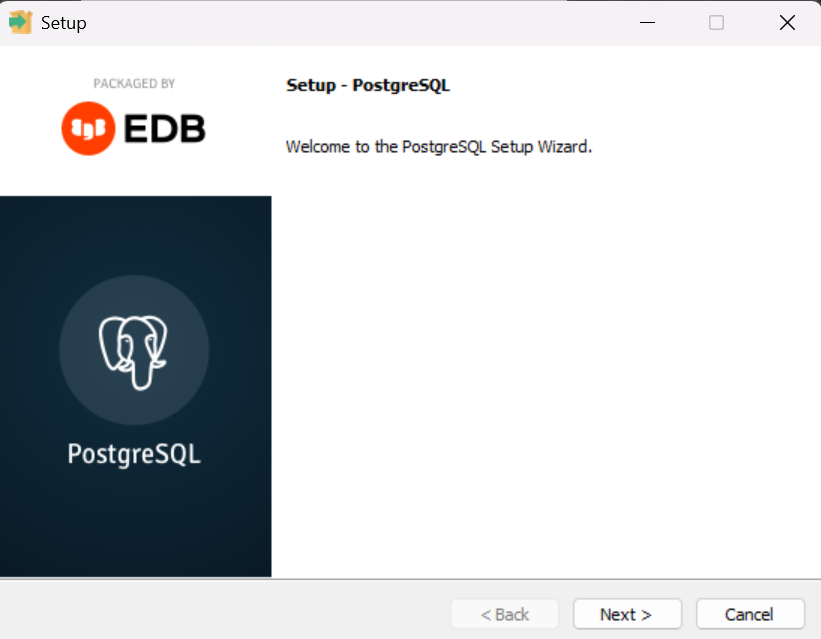 Setup
PACKAGED BY
EDB
Setup - PostgreSQL
Welcome to the PostgreSQL Setup Wizard.
PostgreSQL
< Back
Next >
Cancel